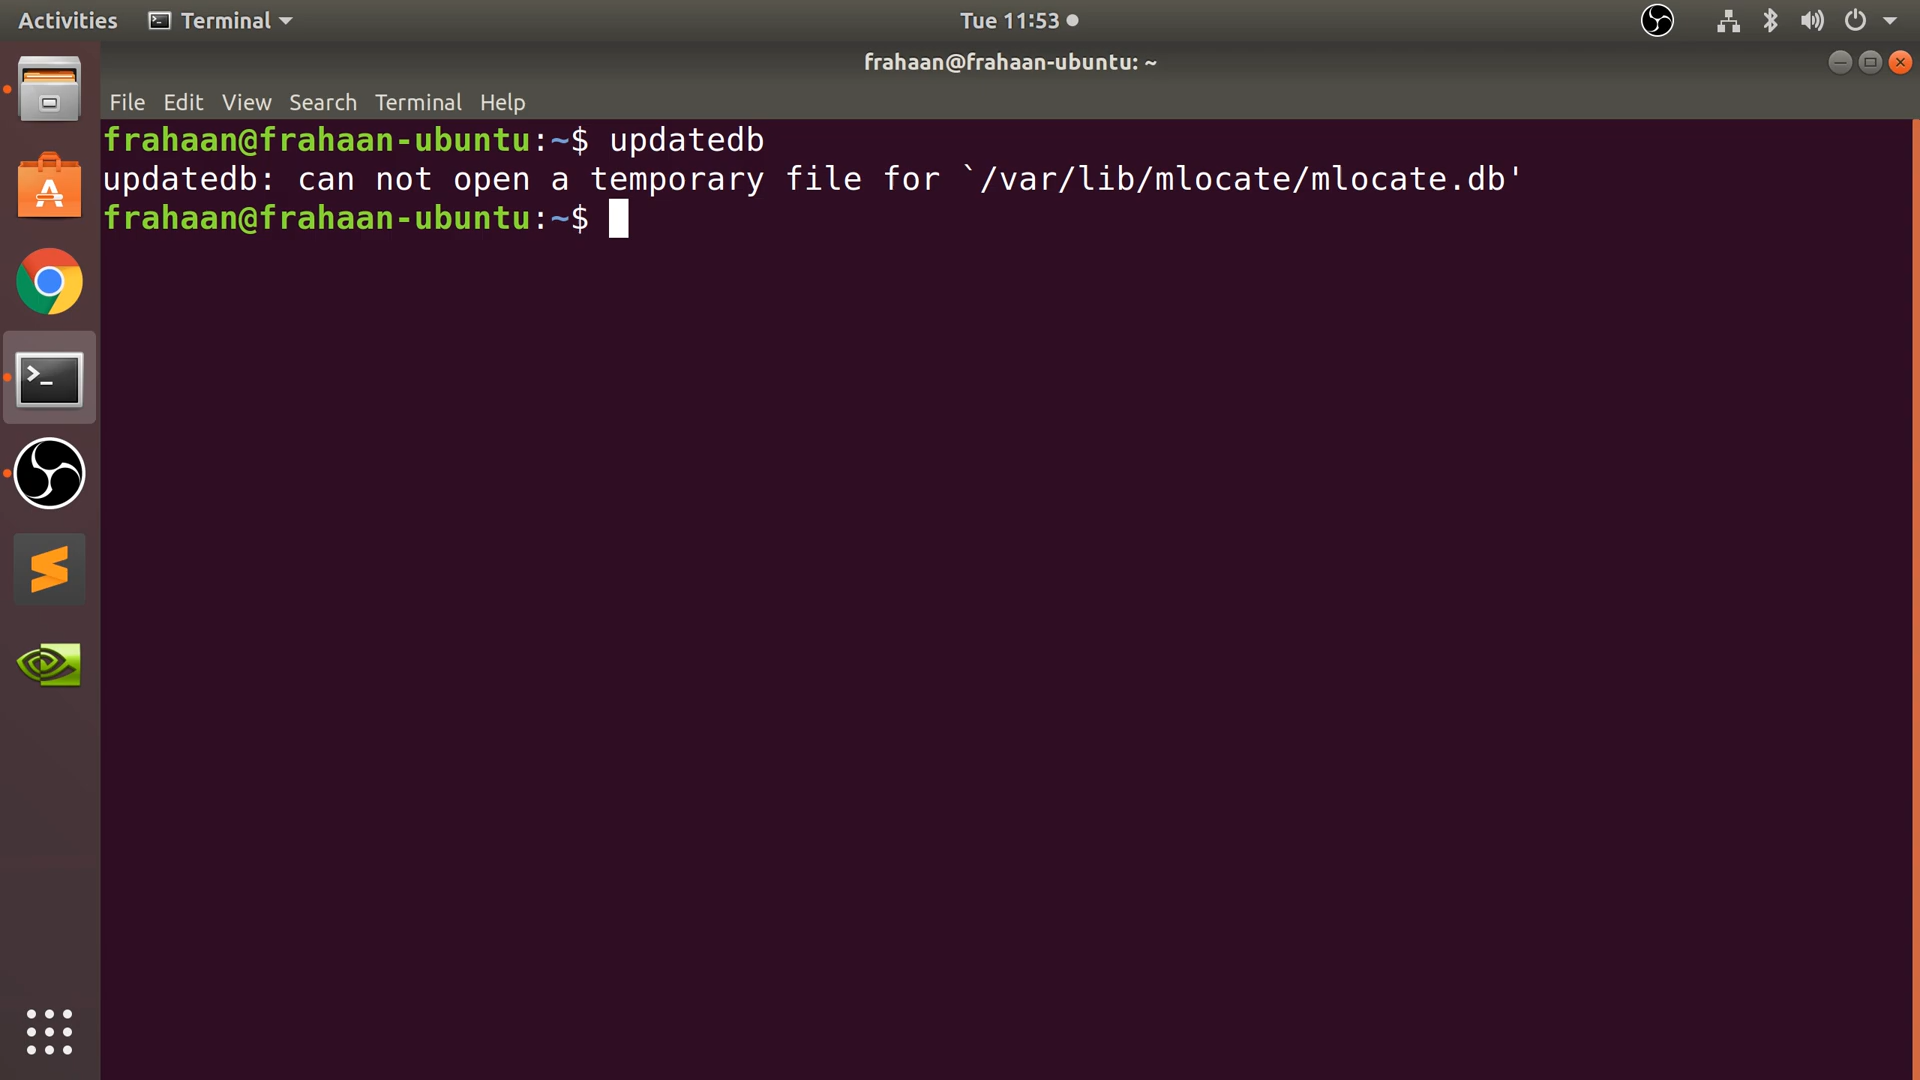 Activities Terminal Tue 11:53
frahaan@frahaan-ubuntu: ~
File Edit View Search Terminal Help
frahaan@frahaan-ubuntu:~$ updatedb
updatedb: can not open a temporary file for `/var/lib/mlocate/mlocate.db'
frahaan@frahaan-ubuntu:~$